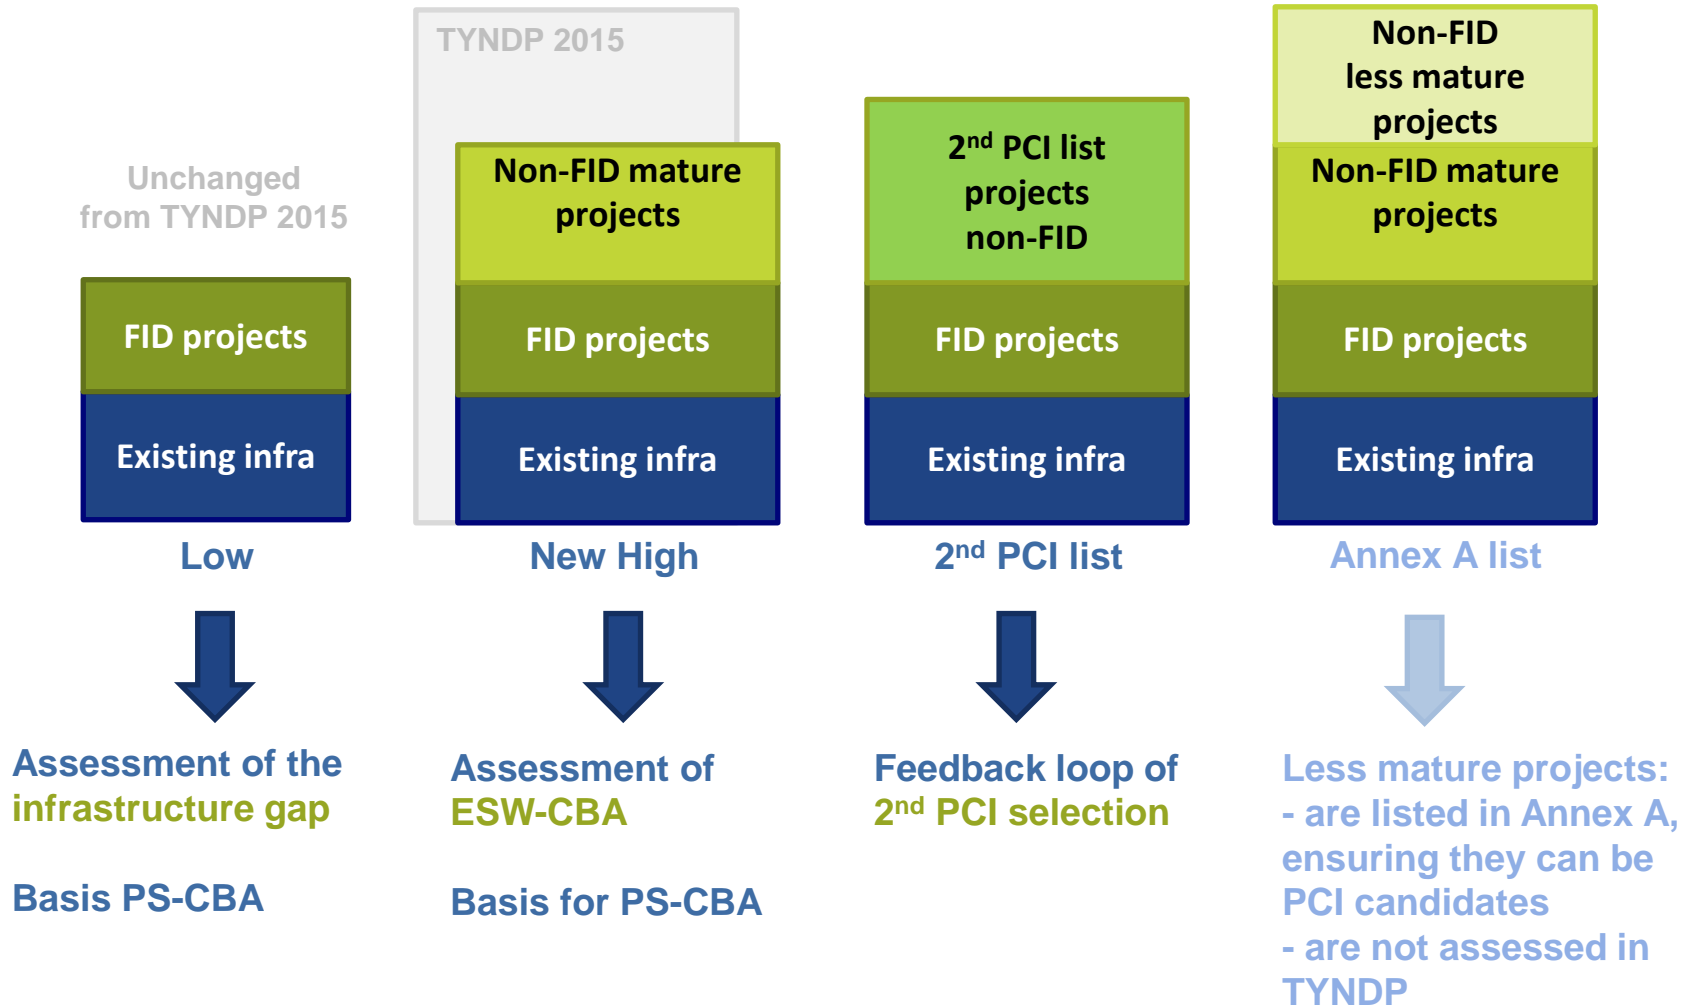 Unchanged
from TYNDP 2015
FID projects
Existing infra
Low
Assessment of the
infrastructure gap
Basis PS-CBA
TYNDP 2015
Non-FID mature
projects
FID projects
Existing infra
New High
Assessment of
ESW-CBA
Basis for PS-CBA
2nd PCI list
projects
non-FID
FID projects
Existing infra
2nd PCI list
Feedback loop of
2nd PCI selection
Non-FID
less mature
projects
Non-FID mature
projects
FID projects
Existing infra
Annex A list
Less mature projects:
- are listed in Annex A,
ensuring they can be
PCI candidates
- are not assessed in
TYNDP